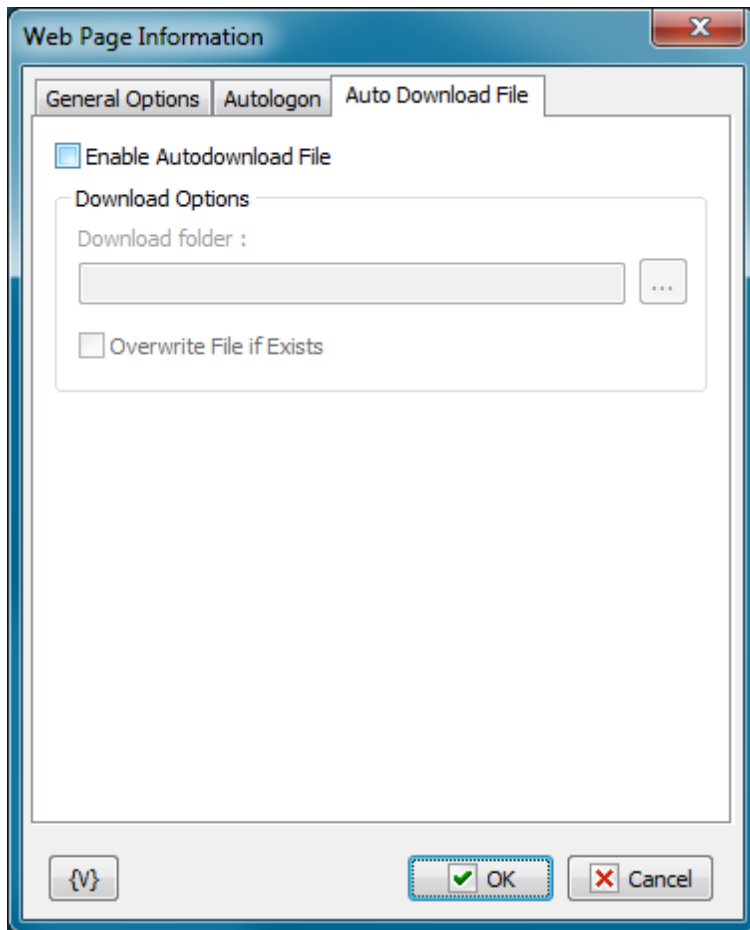 Web Page Information
General Options Autologon Auto Download File
Enable Autodownload File
Download Options
Download folder :
...
Overwrite File if Exists
{V} OK Cancel